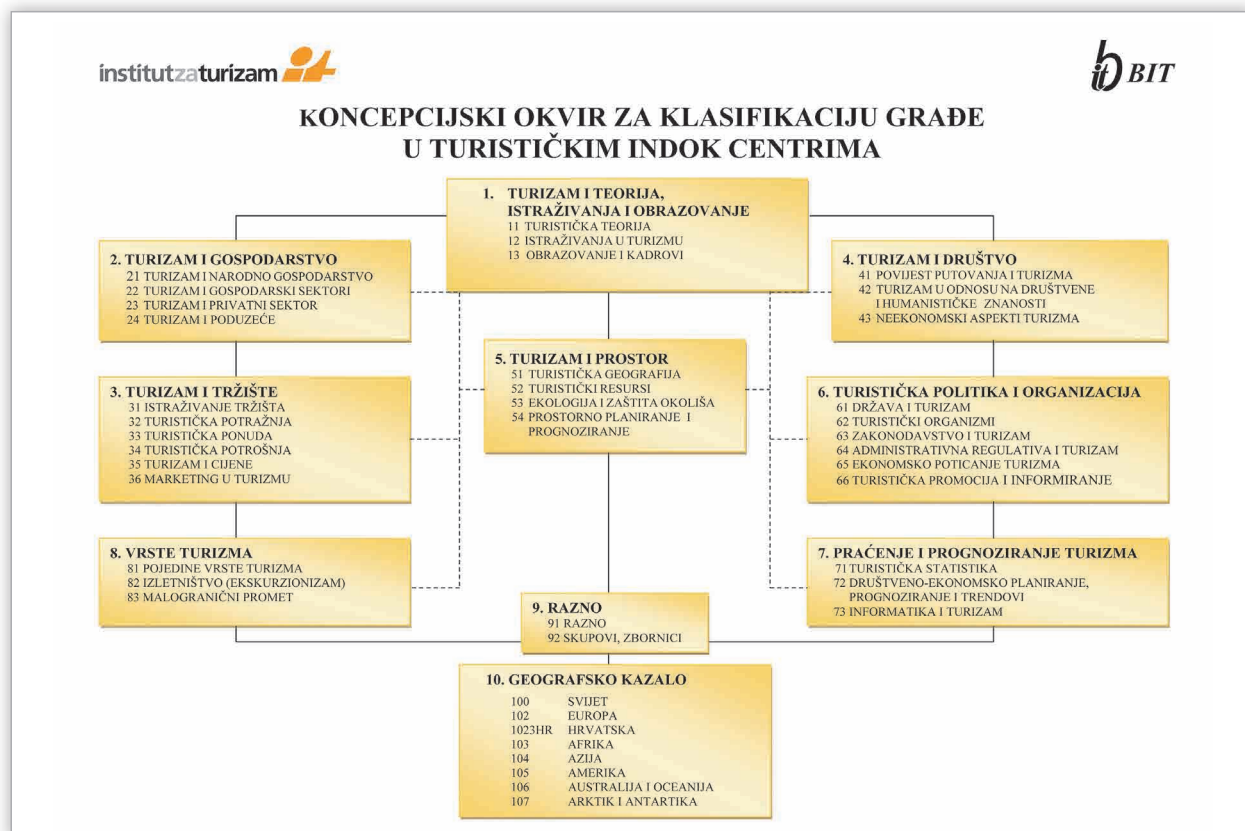 institutzaturizam
bit BIT
KONCEPCIJSKI OKVIR ZA KLASIFIKACIJU GRAĐE
U TURISTIČKIM INDOK CENTRIMA
1. TURIZAM I TEORIJA,
ISTRAŽIVANJA I OBRAZOVANJE
11 TURISTIČKA TEORIJA
12 ISTRAŽIVANJA U TURIZMU
13 OBRAZOVANJE I KADROVI
2. TURIZAM I GOSPODARSTVO
21 TURIZAM I NARODNO GOSPODARSTVO
22 TURIZAM I GOSPODARSKI SEKTORI
23 TURIZAM I PRIVATNI SEKTOR
24 TURIZAM I PODUZEĆE
4. TURIZAM I DRUŠTVO
41 POVIJEST PUTOVANJA I TURIZMA
42 TURIZAM U ODNOSU NA DRUŠTVENE
I HUMANISTIČKE ZNANOSTI
43 NEEKONOMSKI ASPEKTI TURIZMA
5. TURIZAM I PROSTOR
51 TURISTIČKA GEOGRAFIJA
52 TURISTIČKI RESURSI
53 EKOLOGIJA I ZAŠTITA OKOLIŠA
54 PROSTORNO PLANIRANJE I
PROGNOZIRANJE
3. TURIZAM I TRŽIŠTE
31 ISTRAŽIVANJE TRŽIŠTA
32 TURISTIČKA POTRAŽNJA
33 TURISTIČKA PONUDA
34 TURISTIČKA POTROŠNJA
35 TURIZAM I CIJENE
36 MARKETING U TURIZMU
6. TURISTIČKA POLITIKA I ORGANIZACIJA
61 DRŽAVA I TURIZAM
62 TURISTIČKI ORGANIZMI
63 ZAKONODAVSTVO I TURIZAM
64 ADMINISTRATIVNA REGULATIVA I TURIZAM
65 EKONOMSKO POTICANJE TURIZMA
66 TURISTIČKA PROMOCIJA I INFORMIRANJE
8. VRSTE TURIZMA
81 POJEDINE VRSTE TURIZMA
82 IZLETNIŠTVO (EKSKURZIONIZAM)
83 MALOGRANIČNI PROMET
7. PRAĆENJE I PROGNOZIRANJE TURIZMA
71 TURISTIČKA STATISTIKA
72 DRUŠTVENO-EKONOMSKO PLANIRANJE,
PROGNOZIRANJE I TRENDOVI
73 INFORMATIKA I TURIZAM
9. RAZNO
91 RAZNO
92 SKUPOVI, ZBORNICI
10. GEOGRAFSKO KAZALO
100 SVIJET
102 EUROPA
1023HR HRVATSKA
103 AFRIKA
104 AZIJA
105 AMERIKA
106 AUSTRALIJA I OCEANIJA
107 ARKTIK I ANTARTIKA